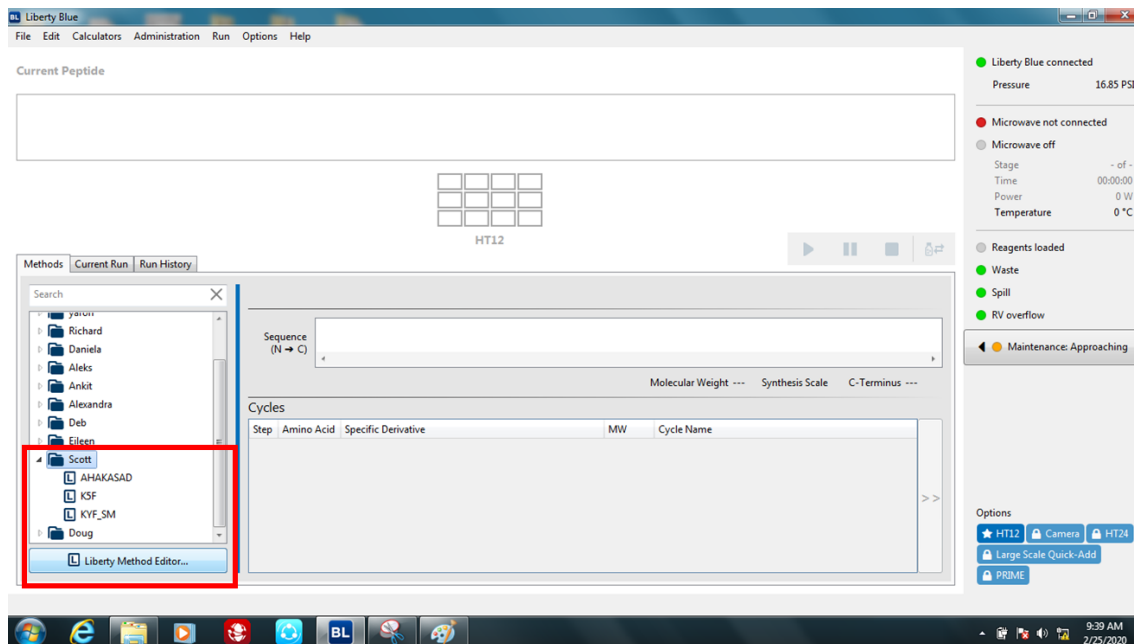 BL Liberty Blue
File Edit Calculators Administration Run Options Help
Current Peptide
HT12
Methods Current Run Run History
Search
yaron
Richard
Daniela
Aleks
Ankit
Alexandra
Deb
Eileen
Scott
L AHAKASAD
L K5F
L KYF_SM
Doug
L Liberty Method Editor...
Sequence
(N → C)
Molecular Weight --- Synthesis Scale C-Terminus ---
Cycles
Step Amino Acid Specific Derivative MW Cycle Name
>>
Liberty Blue connected
Pressure 16.85 PSI
Microwave not connected
Microwave off
Stage - of -
Time 00:00:00
Power 0 W
Temperature 0 °C
Reagents loaded
Waste
Spill
RV overflow
Maintenance: Approaching
Options
HT12 Camera HT24
Large Scale Quick-Add
PRIME
BL
9:39 AM
2/25/2020